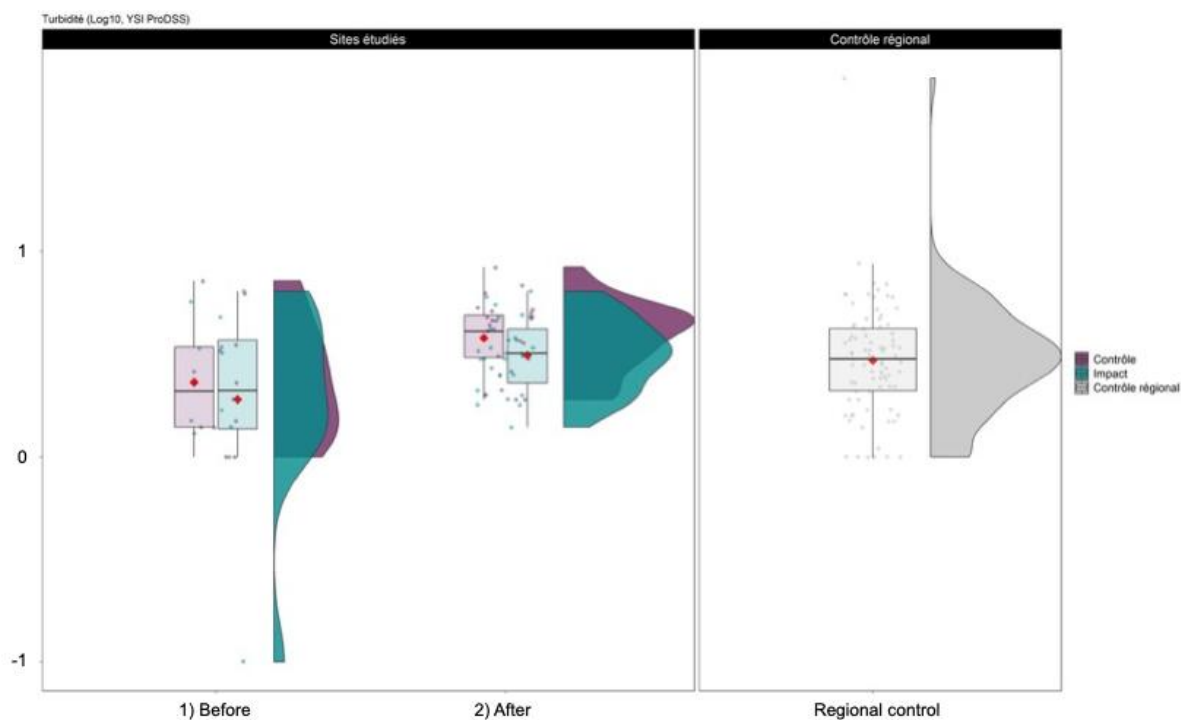 Turbidité (Log10, YSI ProDSS)
Sites étudiés
Contrôle régional
1
0
-1
Contrôle
Impact
Contrôle régional
1) Before
2) After
Regional control